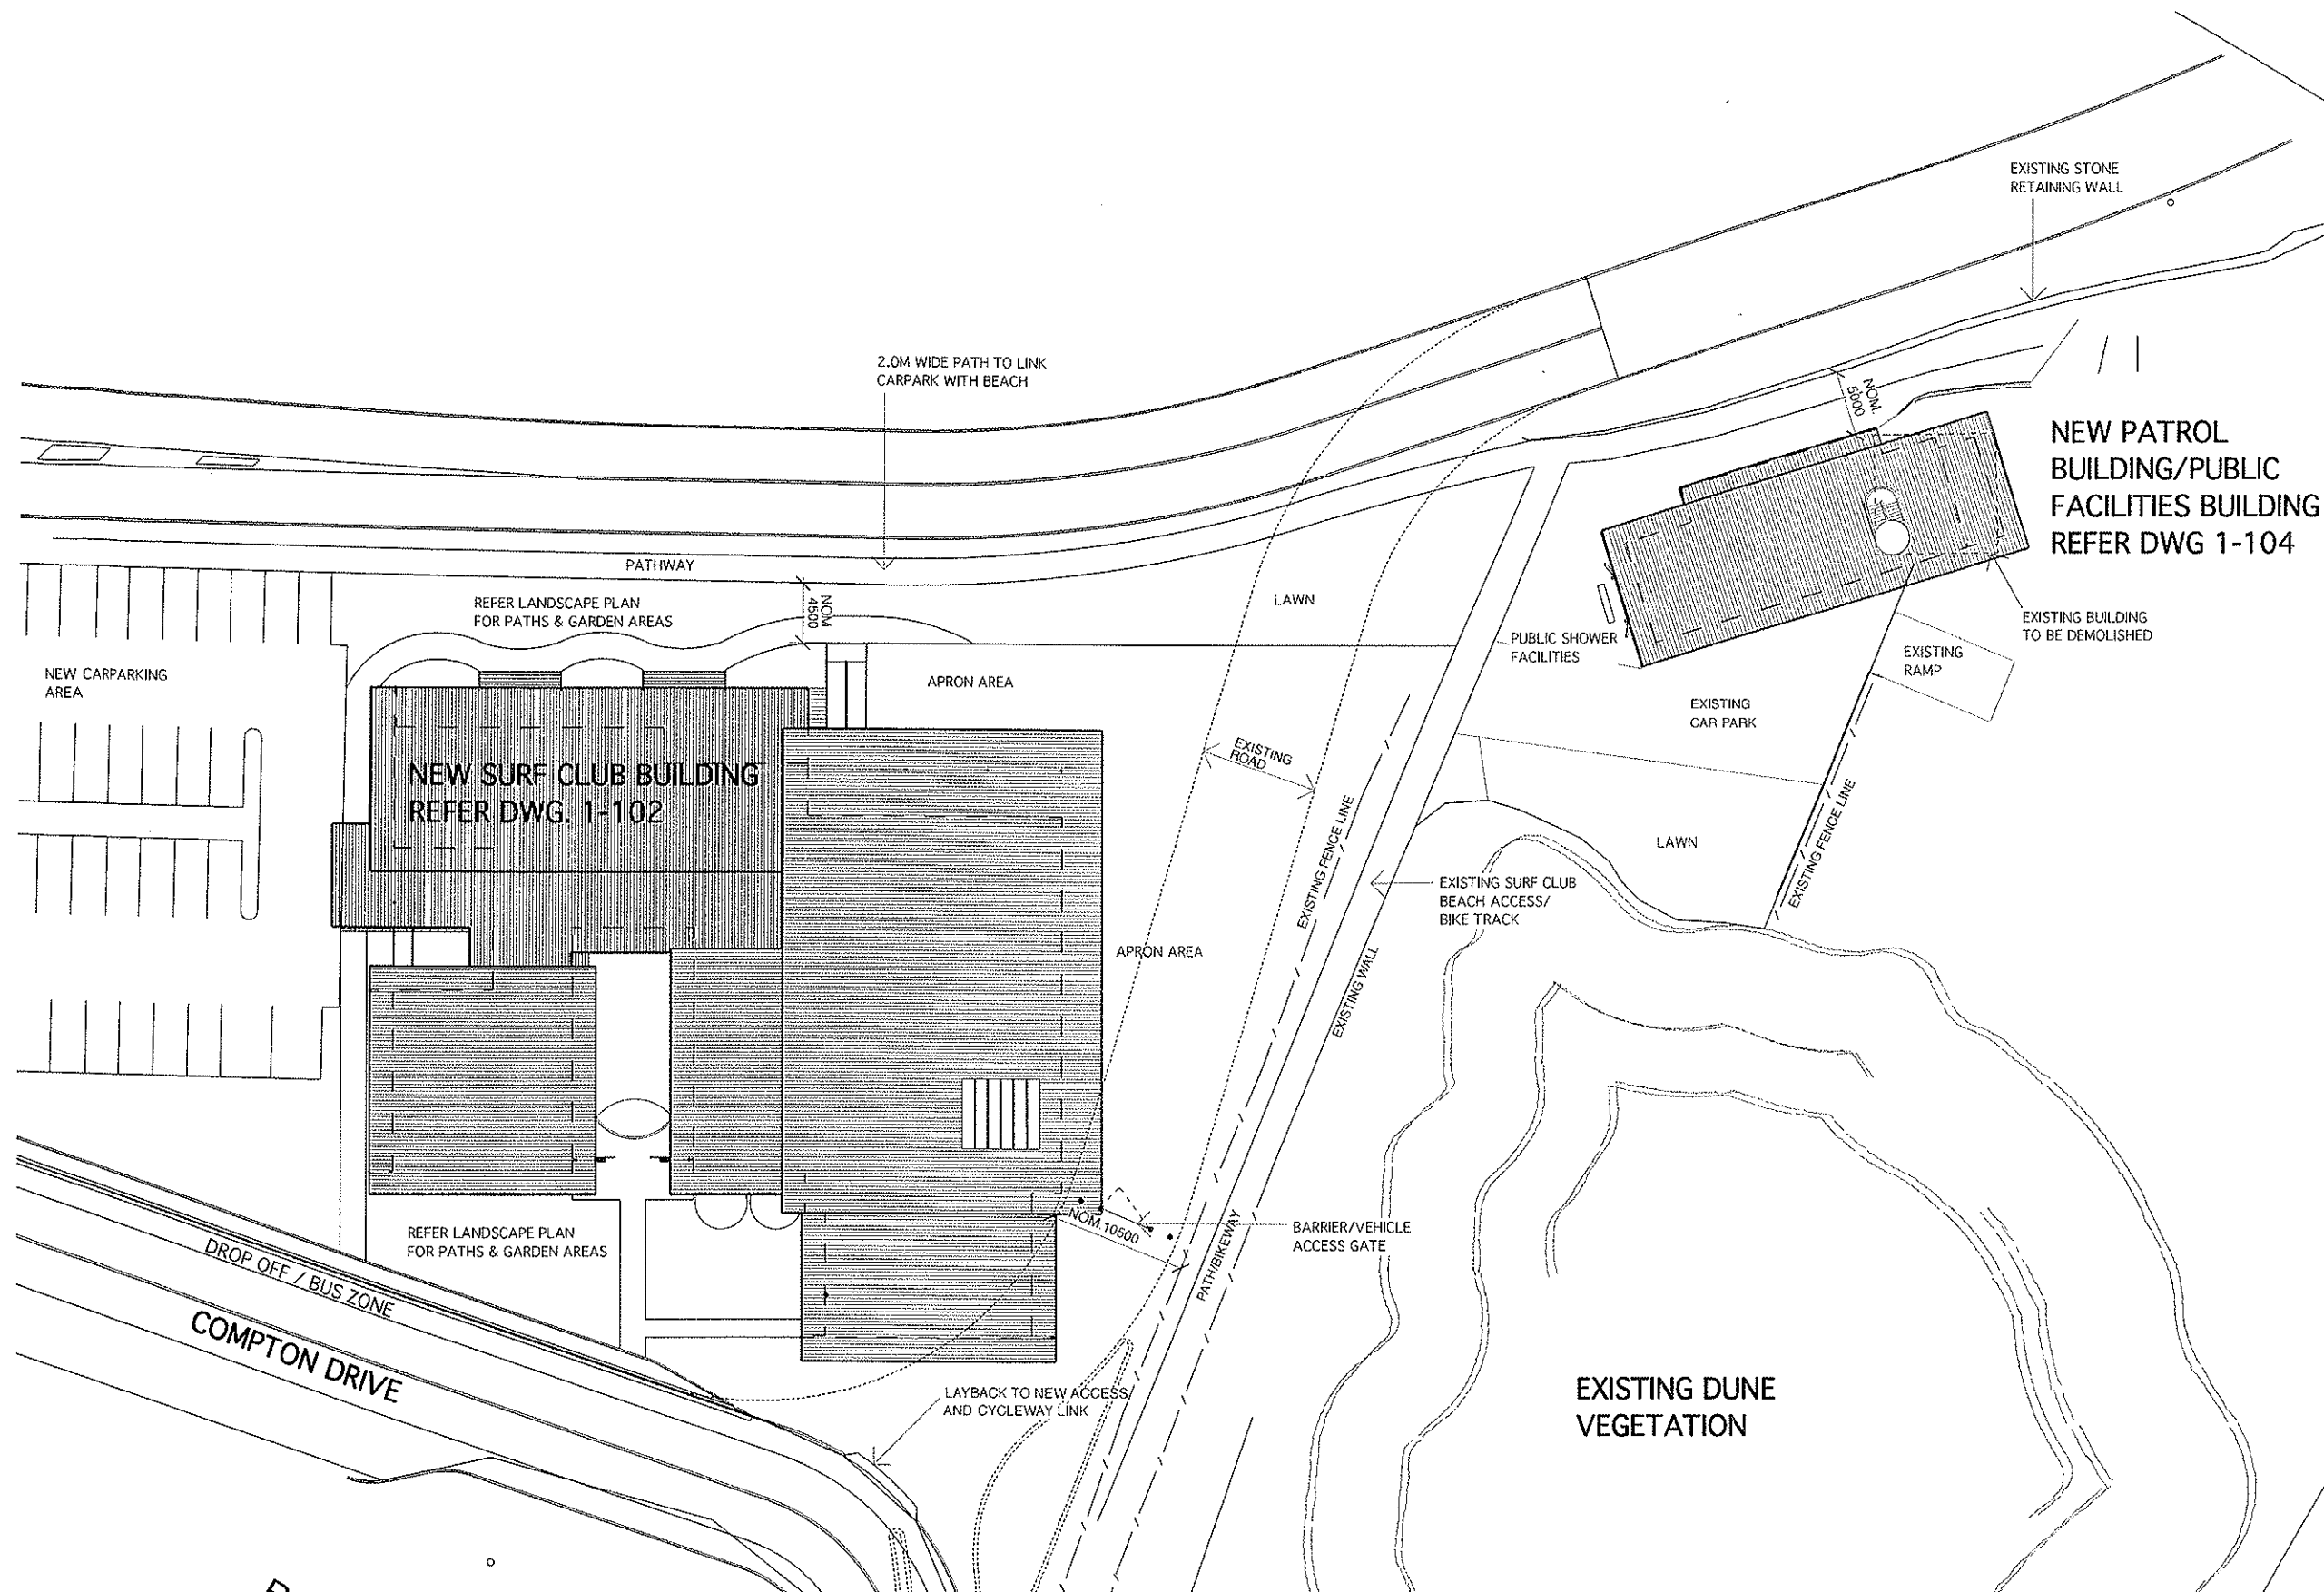 EXISTING STONE
RETAINING WALL
2.0M WIDE PATH TO LINK
CARPARK WITH BEACH
NOM.
5000
NEW PATROL
BUILDING/PUBLIC
FACILITIES BUILDING
REFER DWG 1-104
PATHWAY
REFER LANDSCAPE PLAN
FOR PATHS & GARDEN AREAS
NOM
4500
LAWN
PUBLIC SHOWER
FACILITIES
EXISTING BUILDING
TO BE DEMOLISHED
EXISTING
RAMP
NEW CARPARKING
AREA
APRON AREA
EXISTING
CAR PARK
EXISTING
ROAD
NEW SURF CLUB BUILDING
REFER DWG. 1-102
EXISTING FENCE LINE
LAWN
EXISTING FENCE LINE
EXISTING SURF CLUB
BEACH ACCESS/
BIKE TRACK
APRON AREA
EXISTING WALL
REFER LANDSCAPE PLAN
FOR PATHS & GARDEN AREAS
NOM.10500
BARRIER/VEHICLE
ACCESS GATE
PATH/BIKEWAY
DROP OFF / BUS ZONE
COMPTON DRIVE
LAYBACK TO NEW ACCESS/
AND CYCLEWAY LINK
EXISTING DUNE
VEGETATION